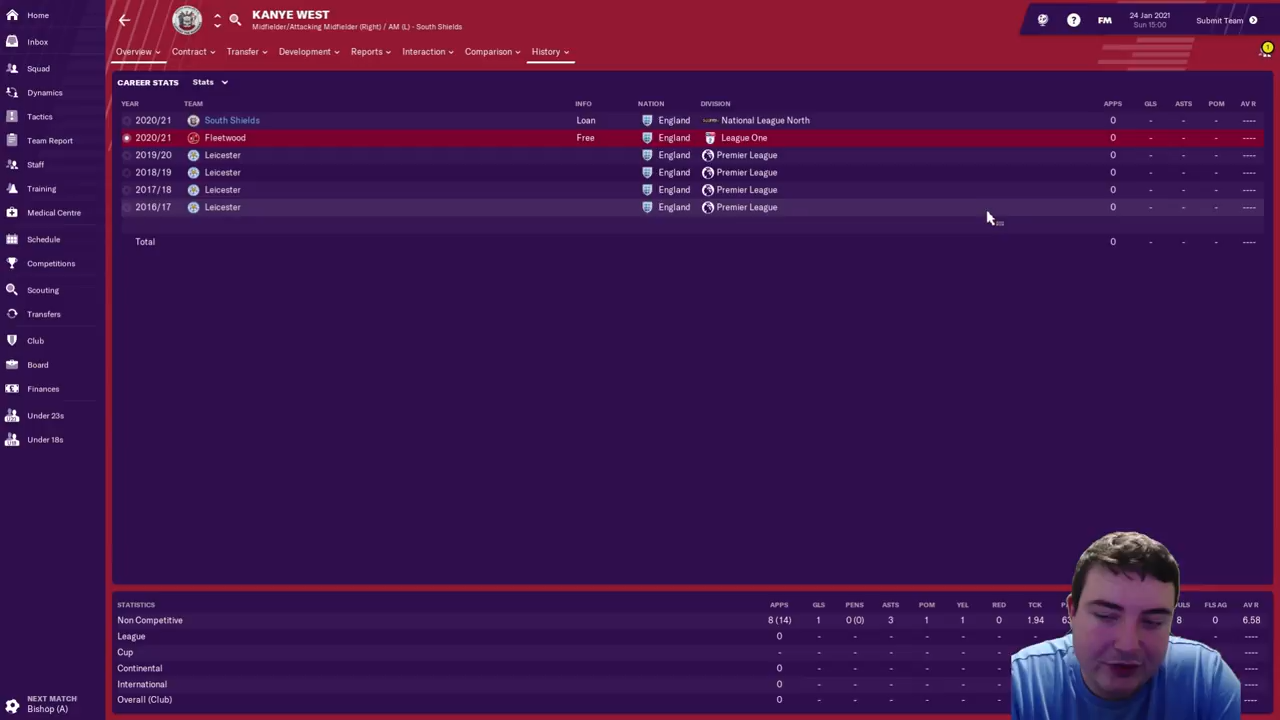 Home
Inbox
Squad
Dynamics
Tactics
Team Report
Staff
Training
Medical Centre
Schedule
Competitions
Scouting
Transfers
Club
Board
Finances
Under 23s
Under 18s
NEXT MATCH
Bishop (A)
KANYE WEST
Midfielder/Attacking Midfielder (Right) / AM (L) - South Shields
FM 24 Jan 2021 Submit Team
Sun 15:00
1
Overview Contract Transfer Development Reports Interaction Comparison History
CAREER STATS Stats
YEAR TEAM INFO NATION DIVISION APPS GLS ASTS POM AV R
2020/21 South Shields Loan England National League North 0 - - - ----
2020/21 Fleetwood Free England League One 0 - - - ----
2019/20 Leicester England Premier League 0 - - - ----
2018/19 Leicester England Premier League 0 - - - ----
2017/18 Leicester England Premier League 0 - - - ----
2016/17 Leicester England Premier League 0 - - - ----
Total 0 - - - ----
STATISTICS APPS GLS PENS ASTS POM YEL RED TCK FLS AG AV R
Non Competitive 8 (14) 1 0 (0) 3 1 1 0 1.94 8 0 6.58
League 0 - - - - - - - - ----
Cup - - - - - - - - ----
Continental 0 - - - - - - - ----
International 0 - - - - - - - ----
Overall (Club) 0 - - - - - - - ----